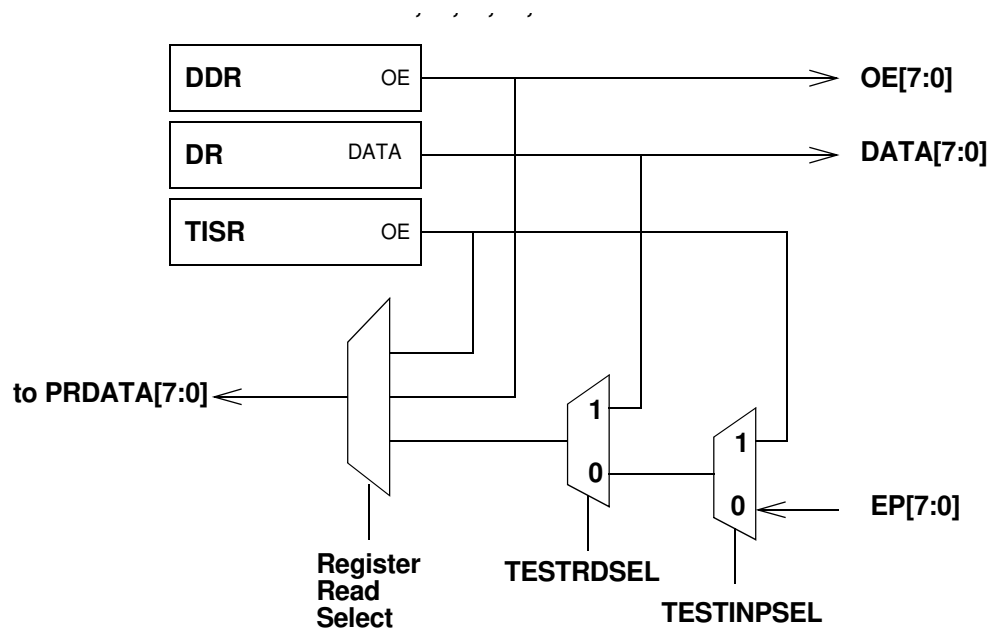 DDR OE OE[7:0]
DR DATA DATA[7:0]
TISR OE
to PRDATA[7:0]
1
0
1
0
EP[7:0]
Register
Read
Select
TESTRDSEL
TESTINPSEL